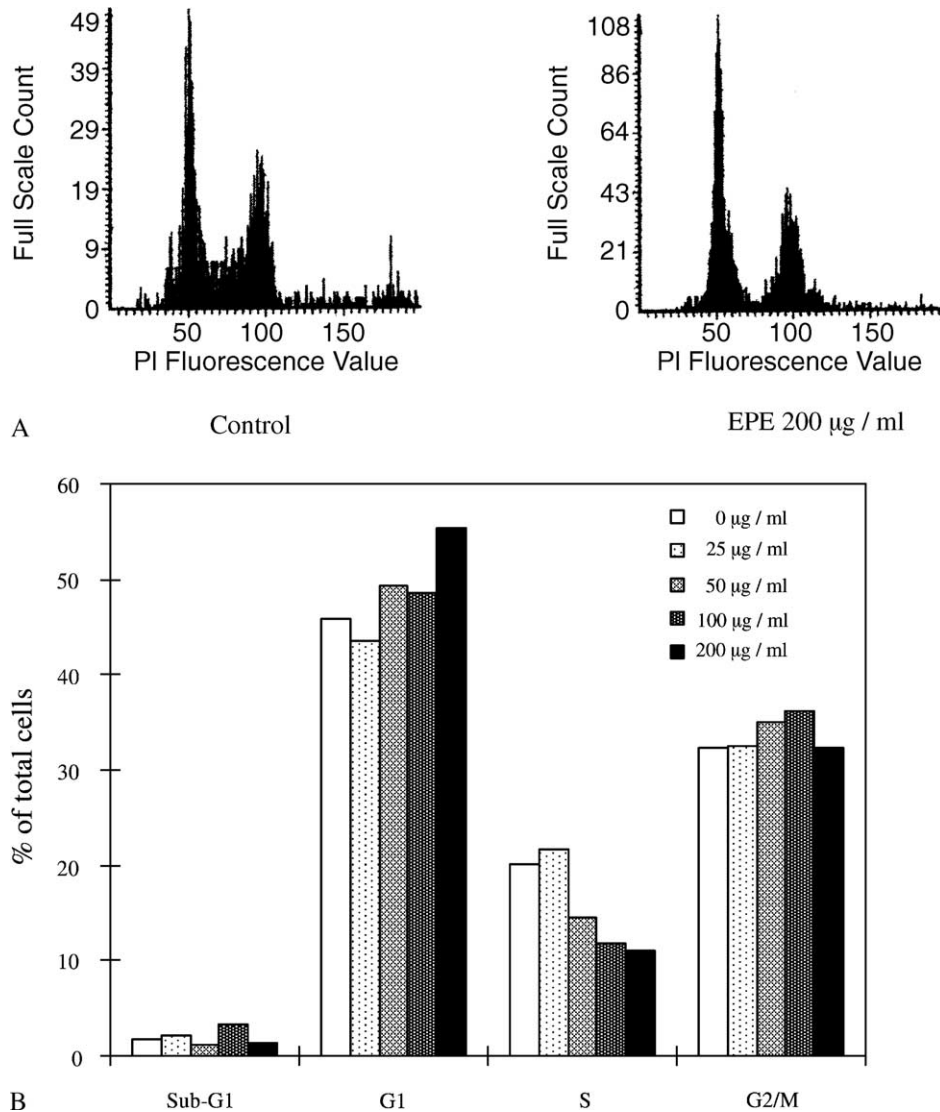 49
39
29
19
9
0
Full Scale Count
50 100 150
PI Fluorescence Value
108
86
64
43
21
0
Full Scale Count
50 100 150
PI Fluorescence Value
A
Control
EPE 200 µg / ml
60
50
40
30
20
10
0
% of total cells
0 µg / ml
25 µg / ml
50 µg / ml
100 µg / ml
200 µg / ml
B
Sub-G1 G1 S G2/M